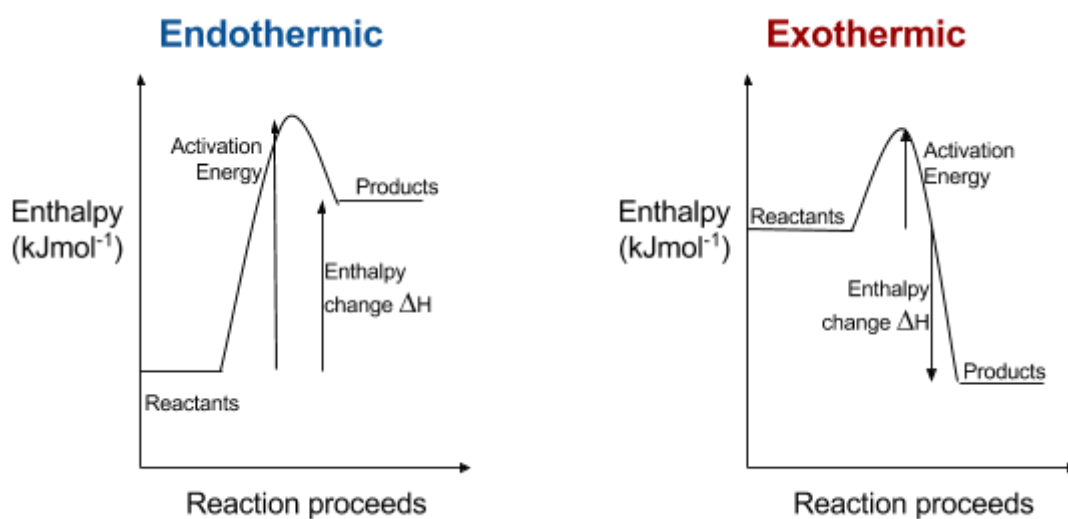 Endothermic
Activation
Energy
Products
Enthalpy
(kJmol⁻¹)
Enthalpy
change ΔH
Reactants
Reaction proceeds
Exothermic
Activation
Energy
Reactants
Enthalpy
(kJmol⁻¹)
Enthalpy
change ΔH
Products
Reaction proceeds